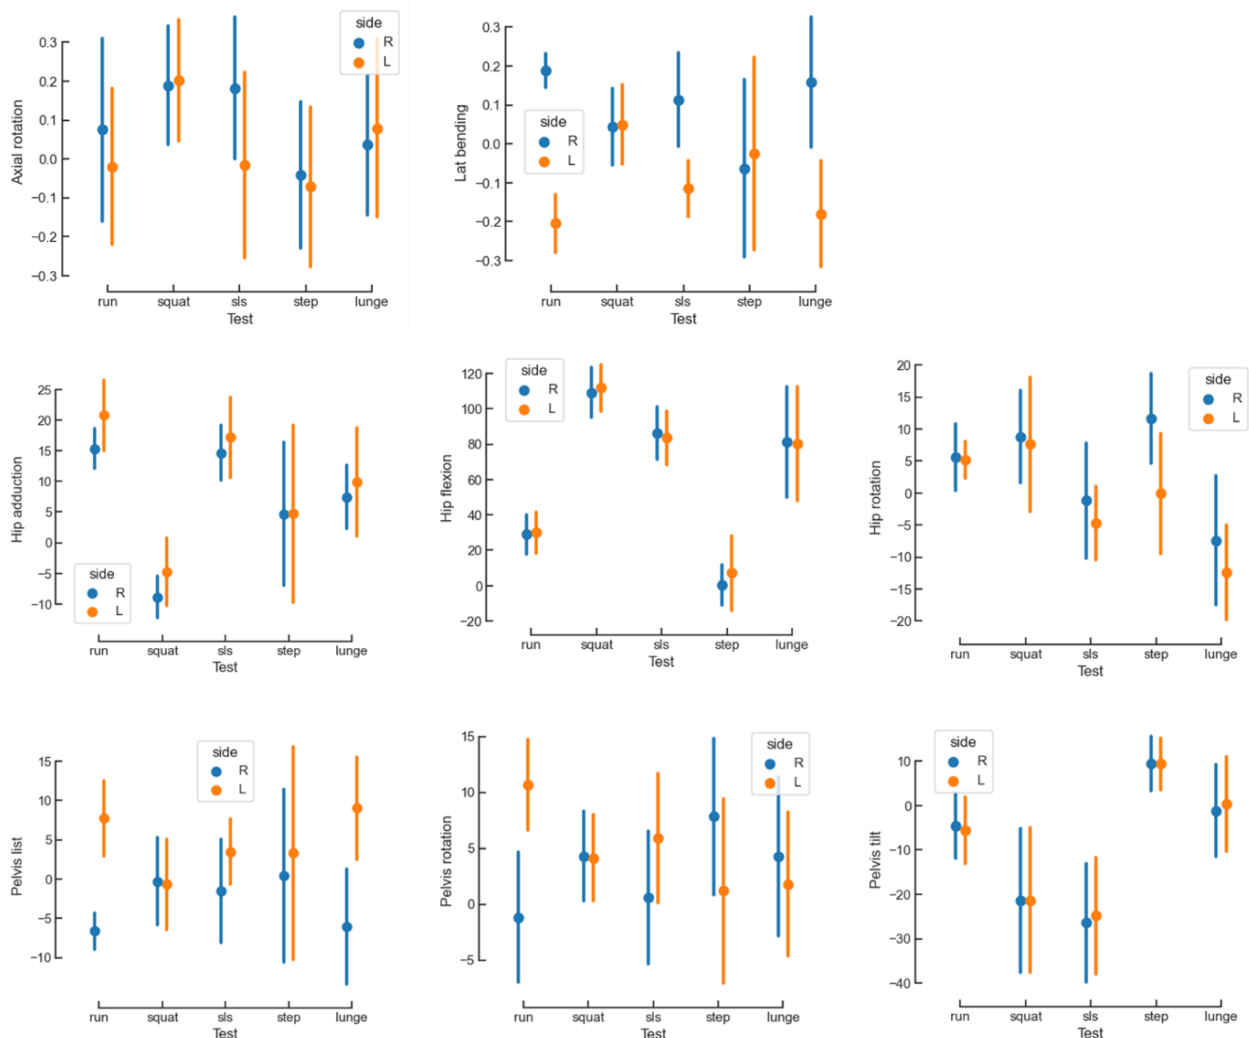 Axial rotation
0.3
0.2
0.1
0.0
−0.1
−0.2
−0.3
side
R
L
run squat sls step lunge
Test
Lat bending
0.3
0.2
0.1
0.0
−0.1
−0.2
−0.3
side
R
L
run squat sls step lunge
Test
Hip adduction
25
20
15
10
5
0
−5
−10
side
R
L
run squat sls step lunge
Test
Hip flexion
120
100
80
60
40
20
0
−20
side
R
L
run squat sls step lunge
Test
Hip rotation
20
15
10
5
0
−5
−10
−15
−20
side
R
L
run squat sls step lunge
Test
Pelvis list
15
10
5
0
−5
−10
side
R
L
run squat sls step lunge
Test
Pelvis rotation
15
10
5
0
−5
side
R
L
run squat sls step lunge
Test
Pelvis tilt
10
0
−10
−20
−30
−40
side
R
L
run squat sls step lunge
Test